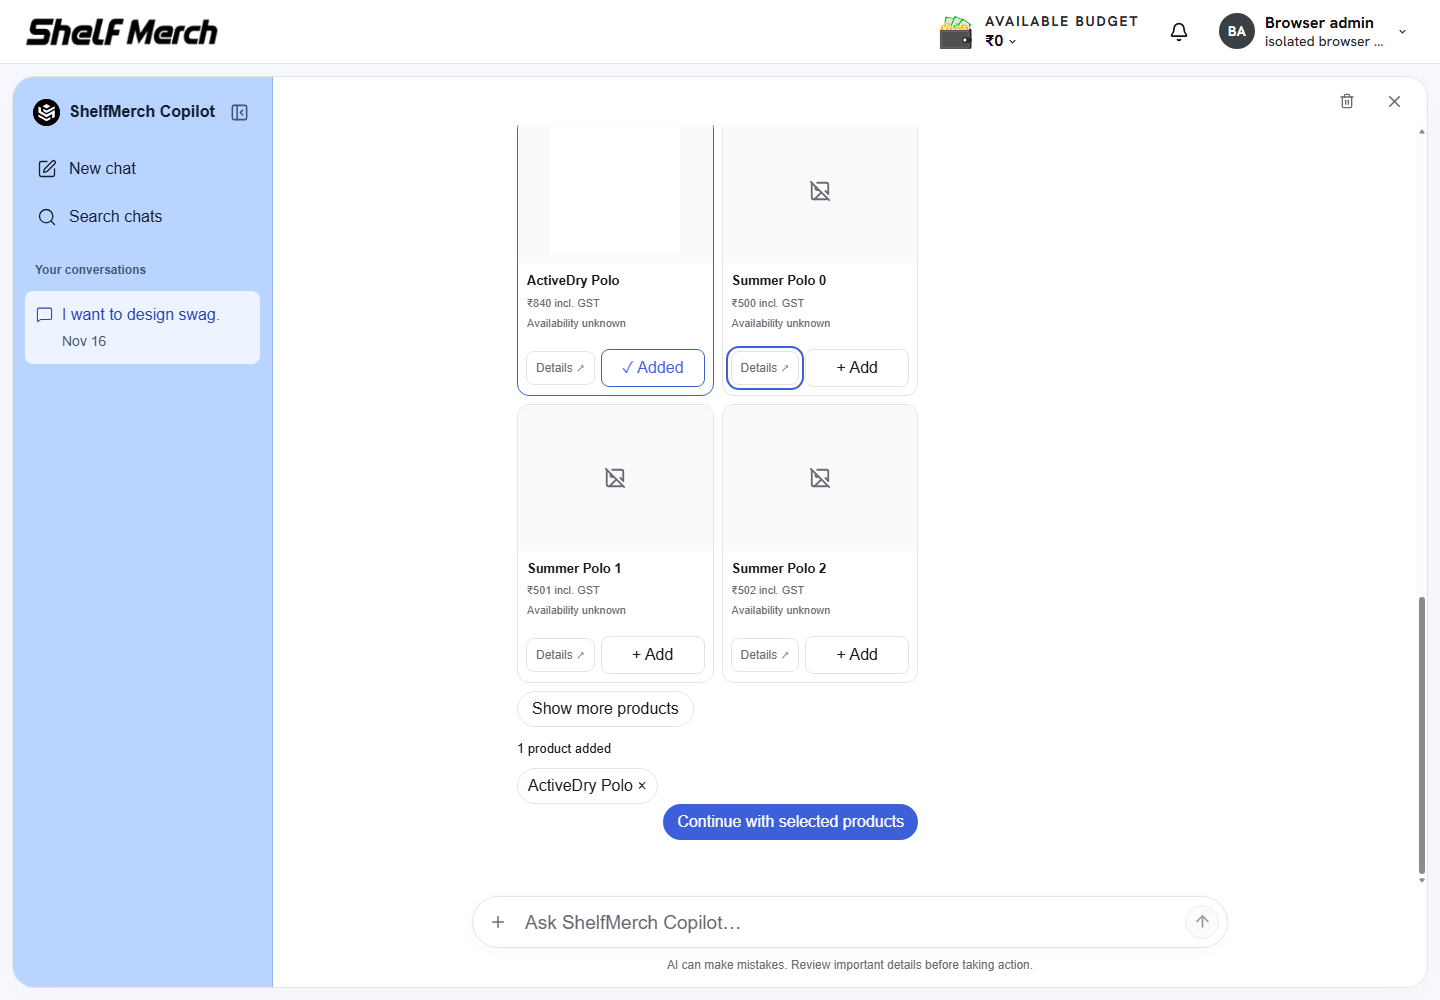 Shelf Merch
AVAILABLE BUDGET
₹0
BA
Browser admin
isolated browser ...
ShelfMerch Copilot
New chat
Search chats
Your conversations
I want to design swag.
Nov 16
ActiveDry Polo
₹840 incl. GST
Availability unknown
Details ↗
✓ Added
Summer Polo 0
₹500 incl. GST
Availability unknown
Details ↗
+ Add
Summer Polo 1
₹501 incl. GST
Availability unknown
Details ↗
+ Add
Summer Polo 2
₹502 incl. GST
Availability unknown
Details ↗
+ Add
Show more products
1 product added
ActiveDry Polo ×
Continue with selected products
Ask ShelfMerch Copilot…
AI can make mistakes. Review important details before taking action.